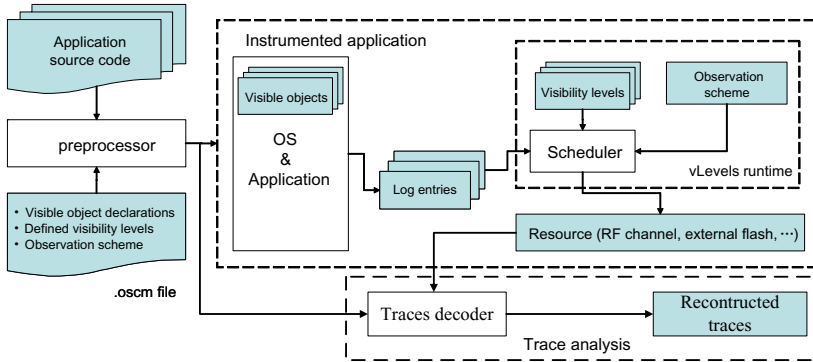 Application
source code
preprocessor
• Visible object declarations
• Defined visibility levels
• Observation scheme
.oscm file
Instrumented application
Visible objects
OS
&
Application
Log entries
Visibility levels
Observation
scheme
Scheduler
vLevels runtime
Resource (RF channel, external flash, ···)
Traces decoder
Recontructed
traces
Trace analysis